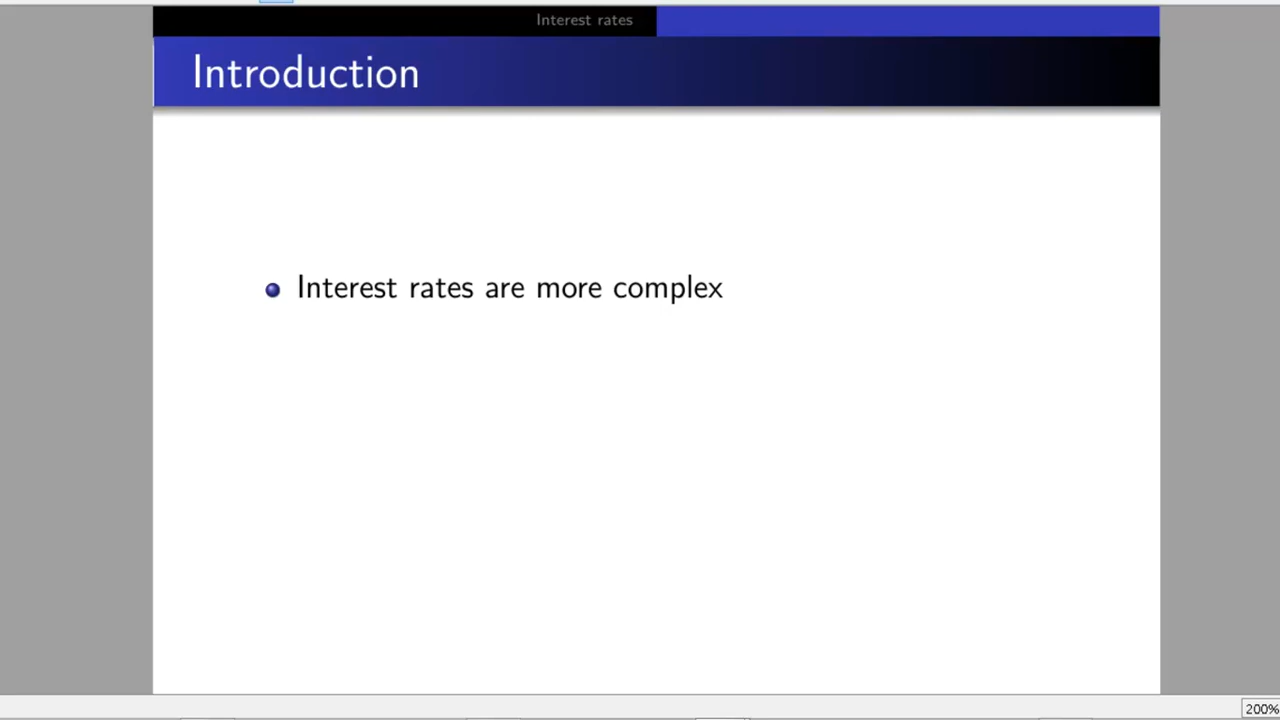 Interest rates
Introduction
Interest rates are more complex
200%